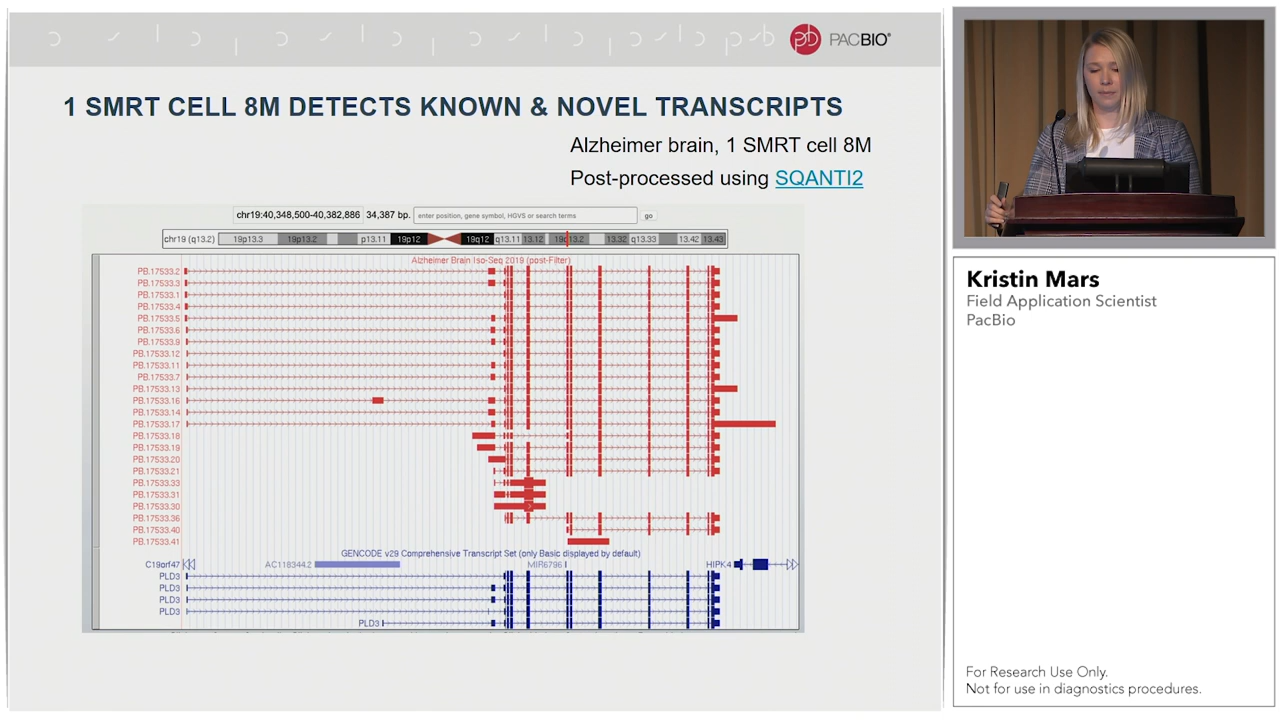 PACBIO®
1 SMRT CELL 8M DETECTS KNOWN & NOVEL TRANSCRIPTS
Alzheimer brain, 1 SMRT cell 8M
Post-processed using SQANTI2
chr19:40,348,500-40,382,886 34,387 bp. enter position, gene symbol, HGVS or search terms go
chr19 (q13.2) 19p13.3 19p13.2 p13.11 19p12 19q12 q13.11 13.12 19q13.2 13.32 q13.33 13.42 13.43
Alzheimer Brain Iso-Seq 2019 (post-Filter)
PB.17533.2
PB.17533.3
PB.17533.1
PB.17533.4
PB.17533.5
PB.17533.6
PB.17533.9
PB.17533.12
PB.17533.11
PB.17533.7
PB.17533.13
PB.17533.16
PB.17533.14
PB.17533.17
PB.17533.18
PB.17533.19
PB.17533.20
PB.17533.21
PB.17533.33
PB.17533.31
PB.17533.30
PB.17533.36
PB.17533.40
PB.17533.41
GENCODE v29 Comprehensive Transcript Set (only Basic displayed by default)
C19orf47 AC118344.2 MIR6796 HIPK4
PLD3
PLD3
PLD3
PLD3
PLD3
Kristin Mars
Field Application Scientist
PacBio
For Research Use Only.
Not for use in diagnostics procedures.